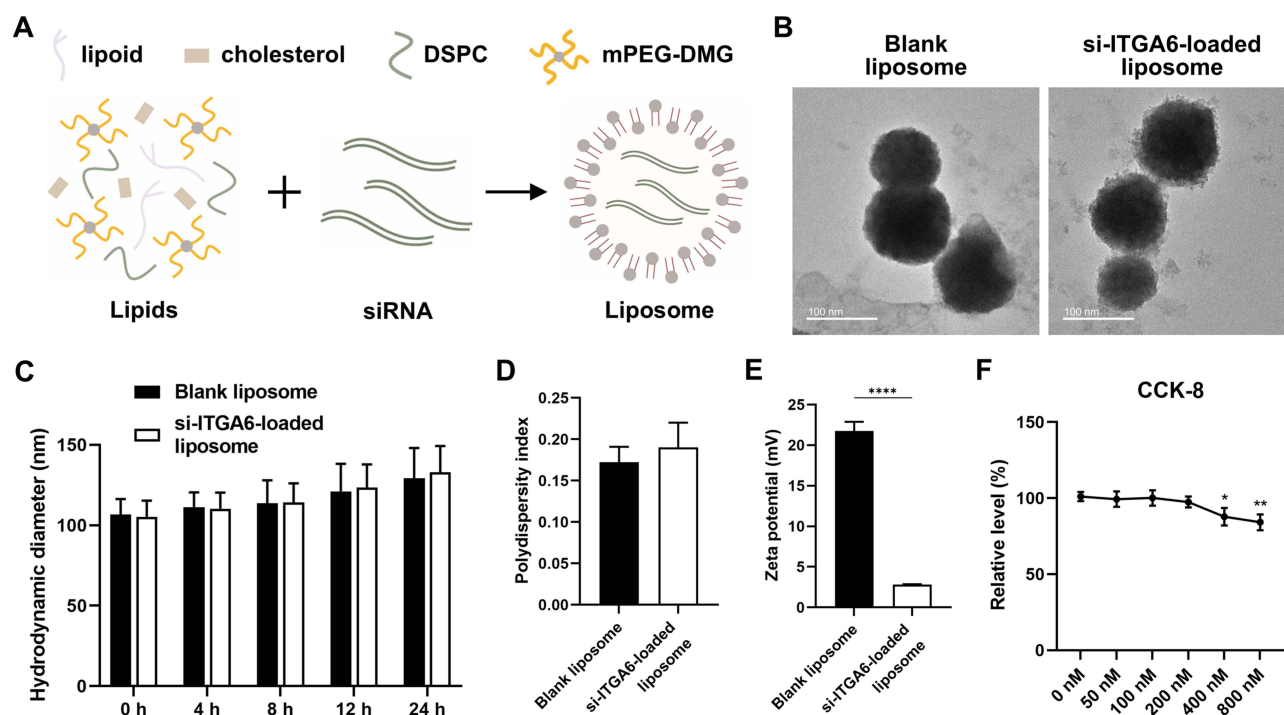 A
lipoid
cholesterol
DSPC
mPEG-DMG
Lipids
siRNA
Liposome
B
Blank
liposome
si-ITGA6-loaded
liposome
100 nm
100 nm
C
Blank liposome
si-ITGA6-loaded
liposome
Hydrodynamic diameter (nm)
150
100
50
0
0 h
4 h
8 h
12 h
24 h
D
Polydispersity index
0.25
0.20
0.15
0.10
0.05
0.00
Blank liposome
si-ITGA6-loaded
liposome
E
Zeta potential (mV)
25
20
15
10
5
0
****
Blank liposome
si-ITGA6-loaded
liposome
F
CCK-8
Relative level (%)
150
100
50
0
*
**
0 nM
50 nM
100 nM
200 nM
400 nM
800 nM